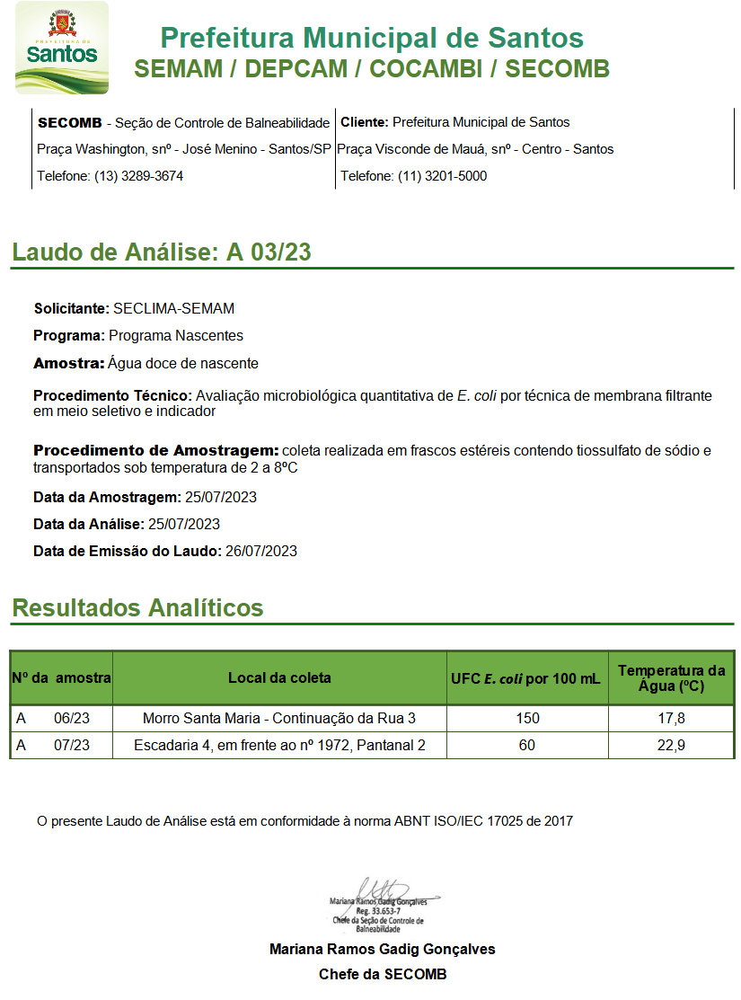 PREFEITURA DE
Santos
Prefeitura Municipal de Santos
SEMAM / DEPCAM / COCAMBI / SECOMB
SECOMB - Seção de Controle de Balneabilidade
Praça Washington, snº - José Menino - Santos/SP
Telefone: (13) 3289-3674
Cliente: Prefeitura Municipal de Santos
Praça Visconde de Mauá, snº - Centro - Santos
Telefone: (11) 3201-5000
Laudo de Análise: A 03/23
Solicitante: SECLIMA-SEMAM
Programa: Programa Nascentes
Amostra: Água doce de nascente
Procedimento Técnico: Avaliação microbiológica quantitativa de E. coli por técnica de membrana filtrante
em meio seletivo e indicador
Procedimento de Amostragem: coleta realizada em frascos estéreis contendo tiossulfato de sódio e
transportados sob temperatura de 2 a 8ºC
Data da Amostragem: 25/07/2023
Data da Análise: 25/07/2023
Data de Emissão do Laudo: 26/07/2023
Resultados Analíticos
Nº da amostra Local da coleta UFC E. coli por 100 mL Temperatura da
Água (ºC)
A 06/23 Morro Santa Maria - Continuação da Rua 3 150 17,8
A 07/23 Escadaria 4, em frente ao nº 1972, Pantanal 2 60 22,9
O presente Laudo de Análise está em conformidade à norma ABNT ISO/IEC 17025 de 2017
Mariana Ramos Gadig Gonçalves
Reg. 33.653-7
Chefe da Seção de Controle de
Balneabilidade
Mariana Ramos Gadig Gonçalves
Chefe da SECOMB